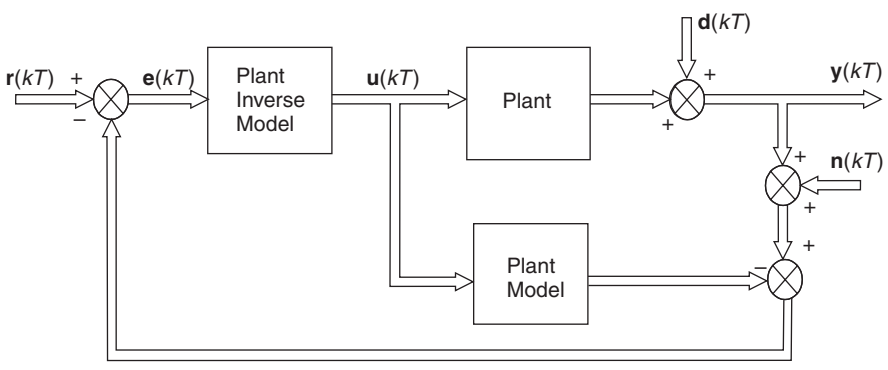 d(kT)
r(kT) + e(kT) Plant Inverse Model u(kT) Plant + y(kT)
−
+
+ n(kT)
+
+
Plant Model −